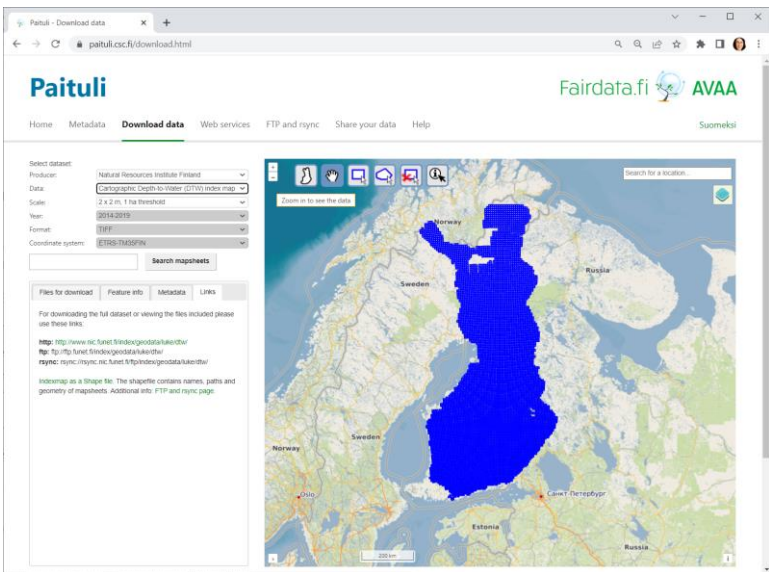 Paituli - Download data
paituli.csc.fi/download.html
Paituli
Fairdata.fi AVAA
Home Metadata Download data Web services FTP and rsync Share your data Help
Suomeksi
Select dataset
Producer: Natural Resources Institute Finland
Data: Cartographic Depth-to-Water (DTW) index map
Scale: 2 x 2 m, 1 ha threshold
Year: 2014-2019
Format: TIFF
Coordinate system: ETRS-TM35FIN
Search mapsheets
Files for download Feature info Metadata Links
For downloading the full dataset or viewing the files included please
use these links.
http: http://www.nic.funet.fi/index/geodata/luke/dtw/
ftp: ftp://ftp.funet.fi/index/geodata/luke/dtw/
rsync: rsync://rsync.nic.funet.fi/ftp/index/geodata/luke/dtw/
Indexmap as a Shape file. The shapefile contains names, paths and
geometry of mapsheets. Additional info: FTP and rsync page.
Search for a location...
Zoom in to see the data
Norway
Russia
Sweden
Sweden
Norway
Oslo
Санкт-Петербург
Estonia
Russia
200 km